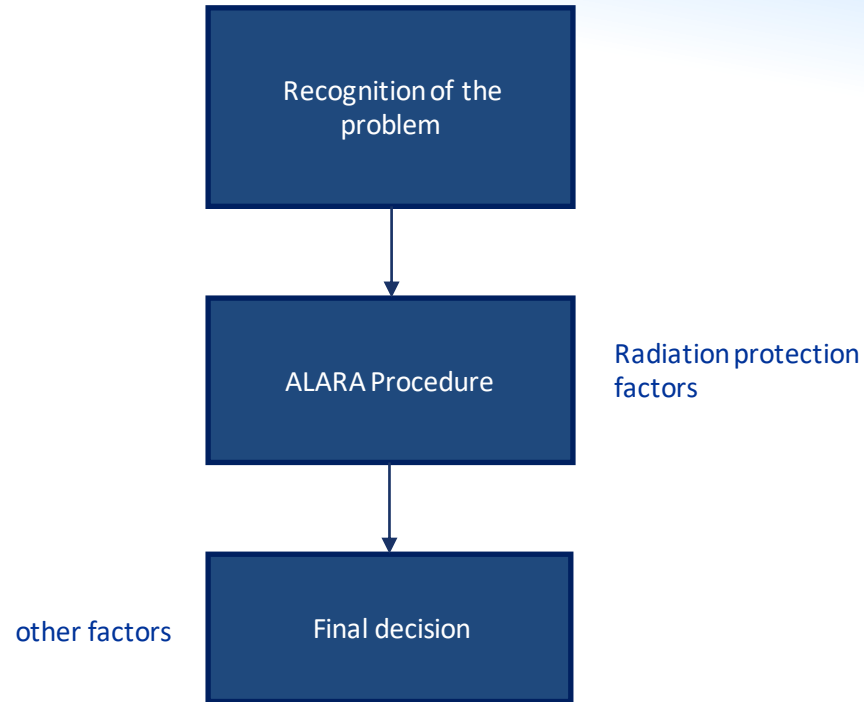 Recognition of the
problem
ALARA Procedure
Radiation protection
factors
other factors
Final decision